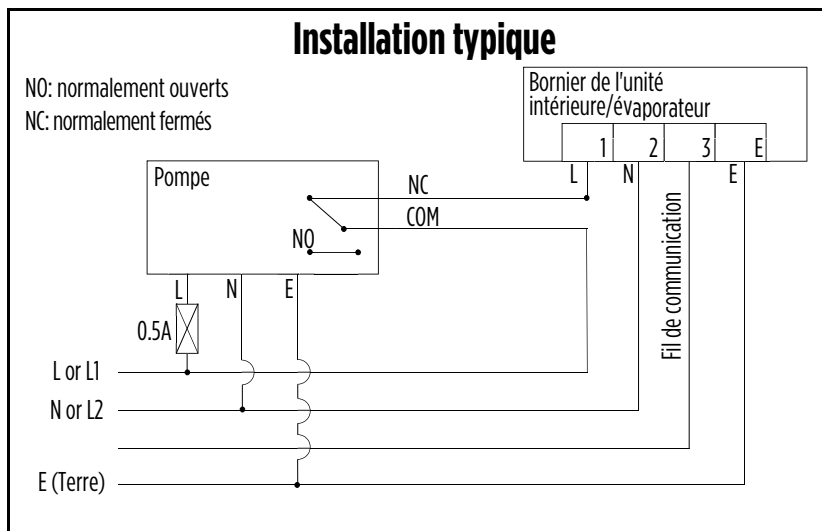 Installation typique
NO: normalement ouverts
NC: normalement fermés
Bornier de l'unité
intérieure/évaporateur
1 2 3 E
L N E
Fil de communication
Pompe
NC
COM
NO
L N E
0.5A
L or L1
N or L2
E (Terre)